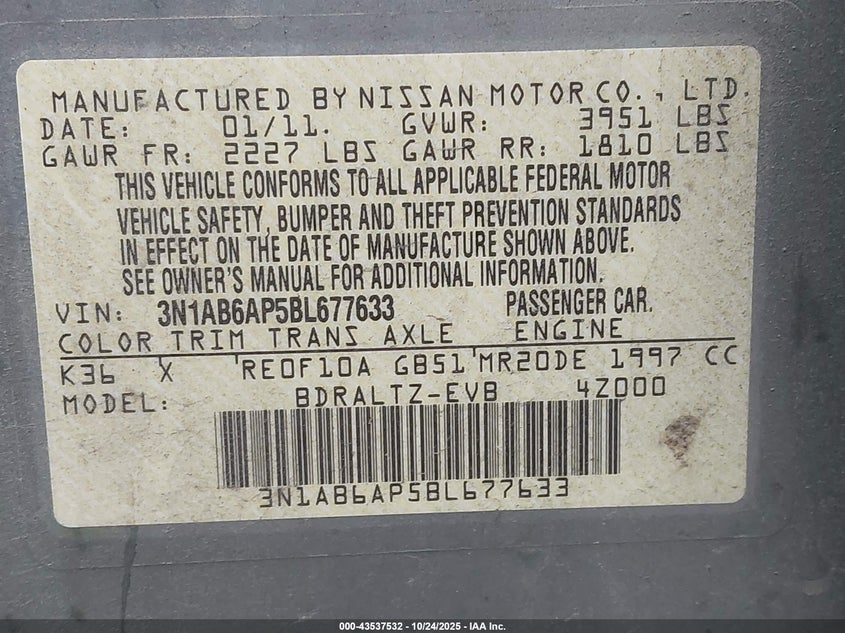 MANUFACTURED BY NISSAN MOTOR CO., LTD.
DATE: 01/11. GVWR: 3951 LBS
GAWR FR: 2227 LBS GAWR RR: 1810 LBS
THIS VEHICLE CONFORMS TO ALL APPLICABLE FEDERAL MOTOR
VEHICLE SAFETY, BUMPER AND THEFT PREVENTION STANDARDS
IN EFFECT ON THE DATE OF MANUFACTURE SHOWN ABOVE.
SEE OWNER'S MANUAL FOR ADDITIONAL INFORMATION.
VIN: 3N1AB6AP5BL677633 PASSENGER CAR.
COLOR TRIM TRANS AXLE ENGINE
K36 X 'RE0F10A GB51'MR20DE 1997 CC
MODEL: BDRALTZ-EVB 4Z000
3N1AB6AP5BL677633
000-43537532 - 10/24/2025 - IAA Inc.